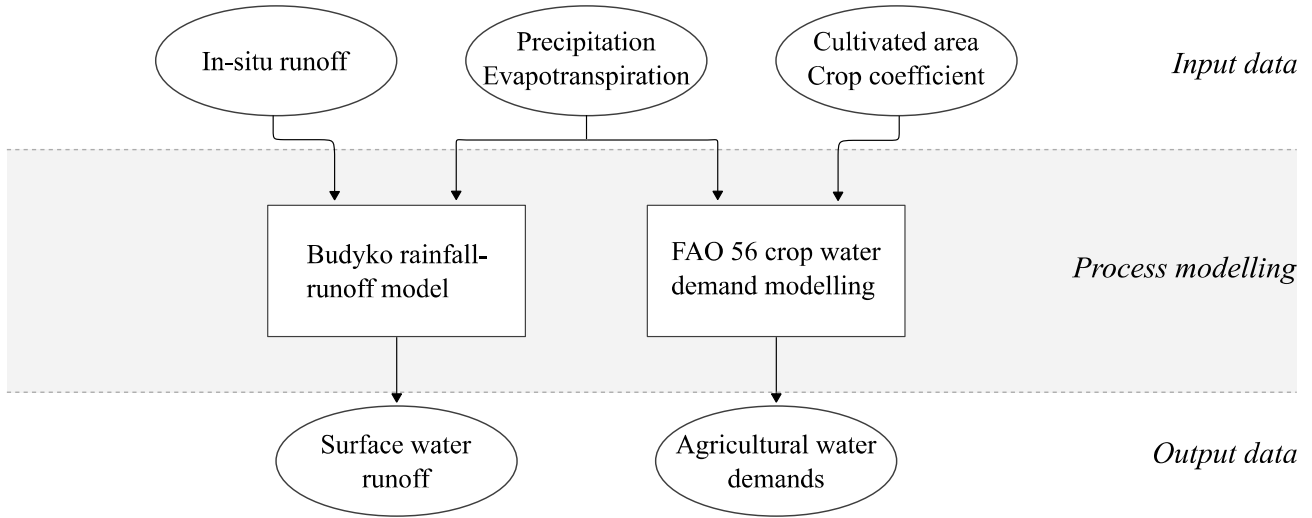 In-situ runoff
Precipitation
Evapotranspiration
Cultivated area
Crop coefficient
Input data
Budyko rainfall-
runoff model
FAO 56 crop water
demand modelling
Process modelling
Surface water
runoff
Agricultural water
demands
Output data